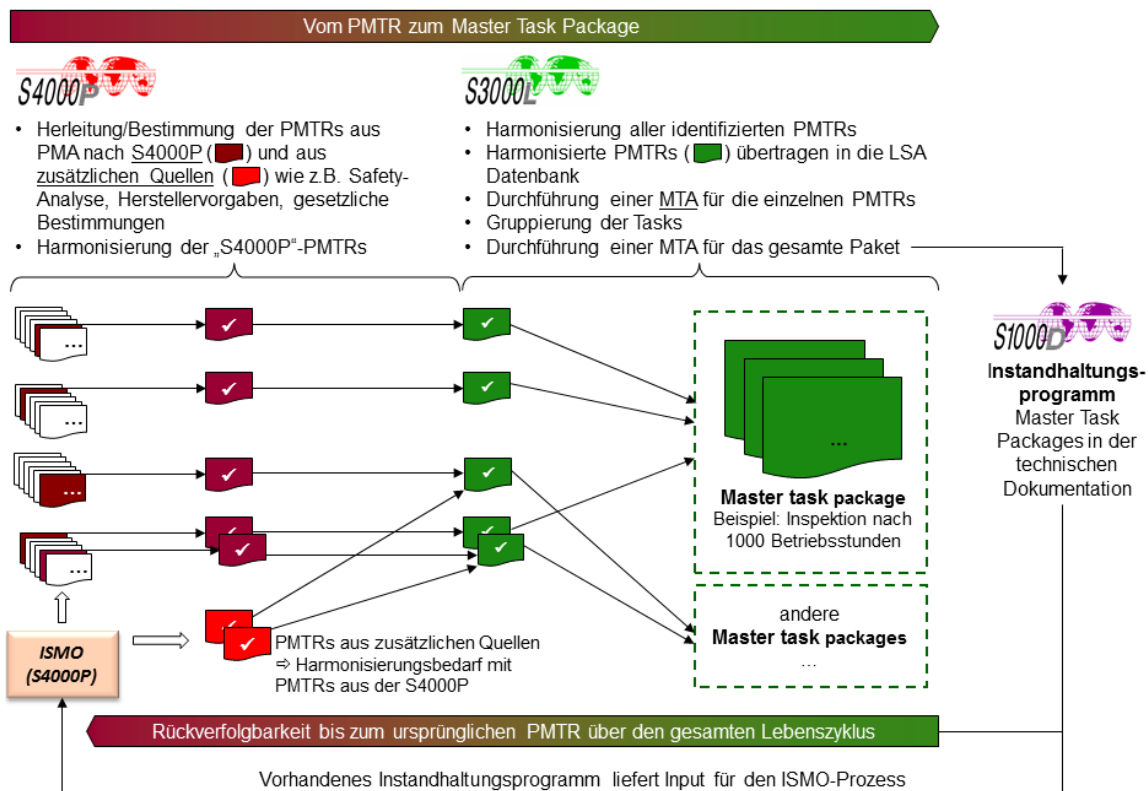 Vom PMTR zum Master Task Package
S4000P
• Herleitung/Bestimmung der PMTRs aus
PMA nach S4000P ( ) und aus
zusätzlichen Quellen ( ) wie z.B. Safety-
Analyse, Herstellervorgaben, gesetzliche
Bestimmungen
• Harmonisierung der „S4000P“-PMTRs
S3000L
• Harmonisierung aller identifizierten PMTRs
• Harmonisierte PMTRs ( ) übertragen in die LSA
Datenbank
• Durchführung einer MTA für die einzelnen PMTRs
• Gruppierung der Tasks
• Durchführung einer MTA für das gesamte Paket
S1000D
Instandhaltungs-
programm
Master Task
Packages in der
technischen
Dokumentation
...
...
...
...
...
Master task package
Beispiel: Inspektion nach
1000 Betriebsstunden
andere
Master task packages
...
ISMO
(S4000P)
PMTRs aus zusätzlichen Quellen
⇨ Harmonisierungsbedarf mit
PMTRs aus der S4000P
Rückverfolgbarkeit bis zum ursprünglichen PMTR über den gesamten Lebenszyklus
Vorhandenes Instandhaltungsprogramm liefert Input für den ISMO-Prozess